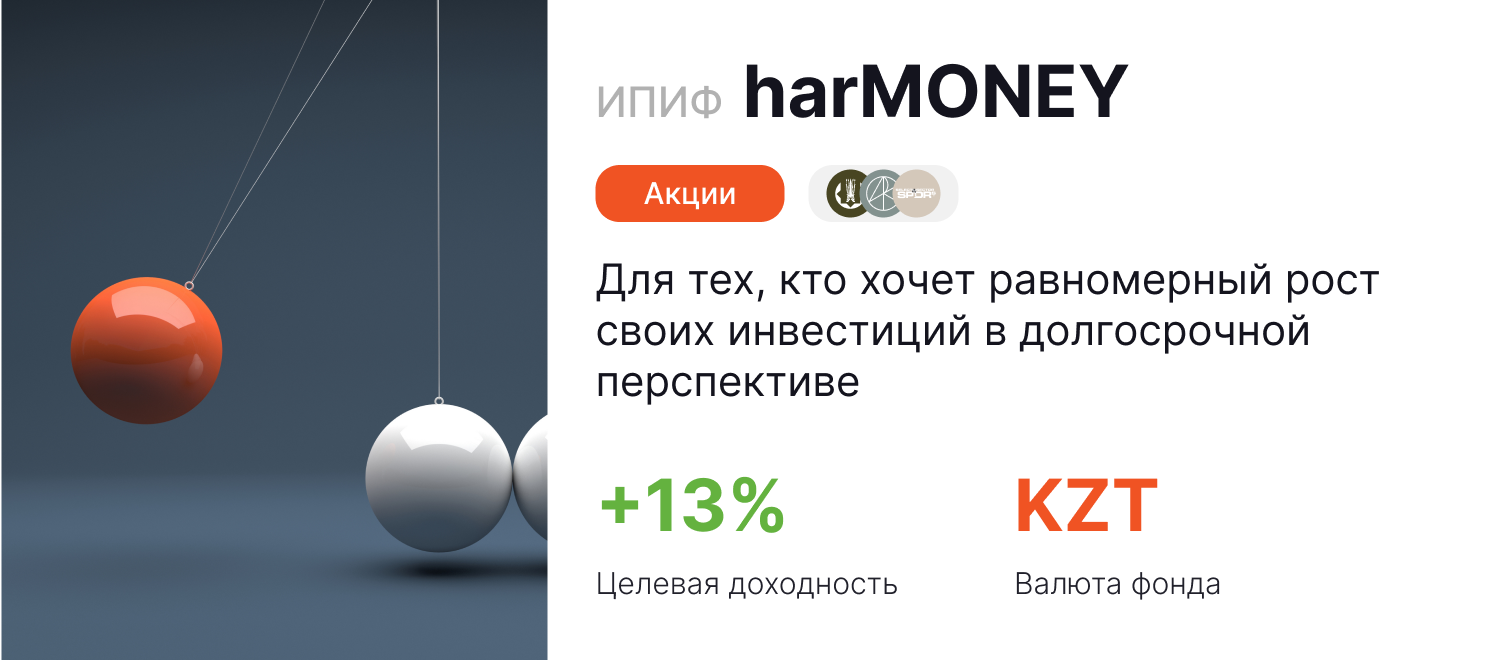 ИПИФ harMONEY
Акции
SPDR
Для тех, кто хочет равномерный рост
своих инвестиций в долгосрочной
перспективе
+13% KZT
Целевая доходность Валюта фонда